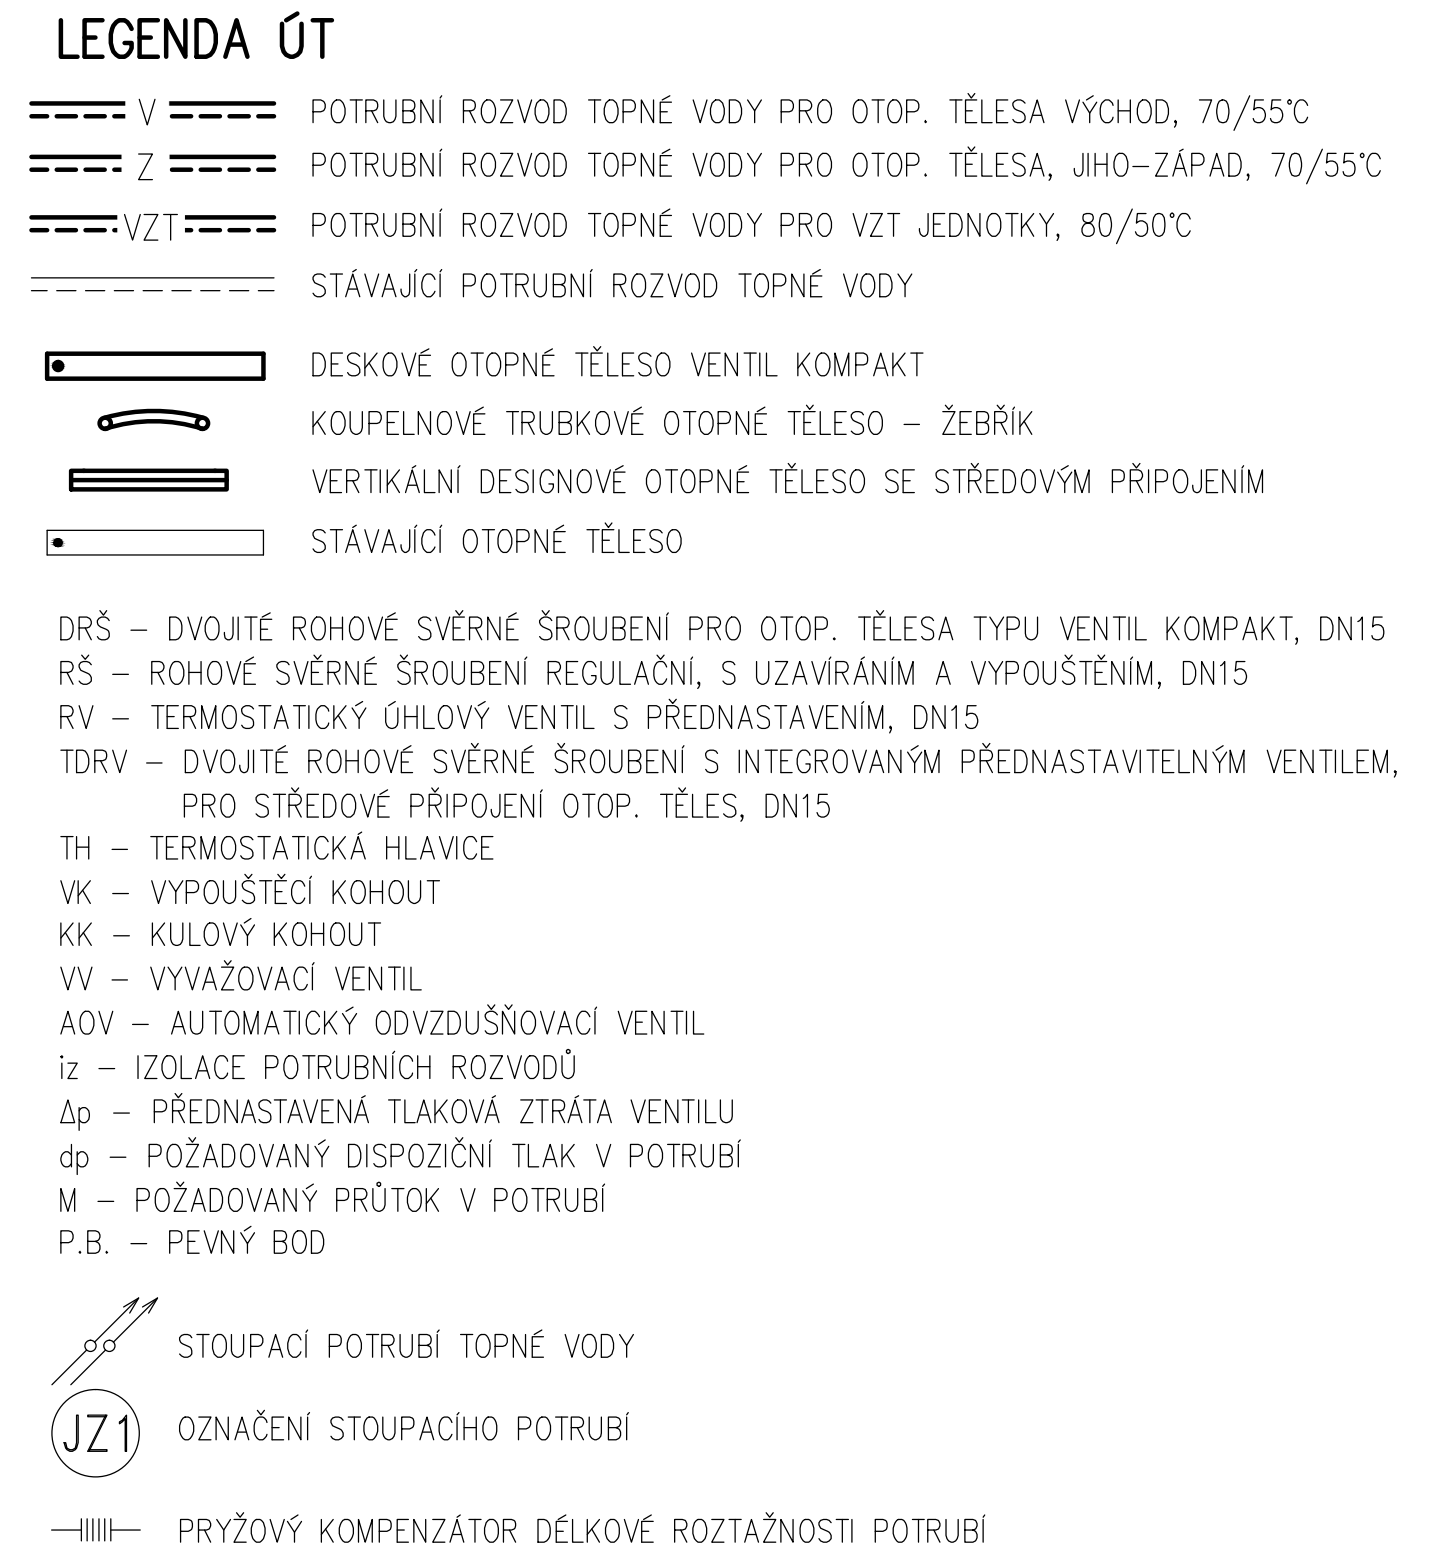 LEGENDA ÚT
V POTRUBNÍ ROZVOD TOPNÉ VODY PRO OTOP. TĚLESA VÝCHOD, 70/55°C
Z POTRUBNÍ ROZVOD TOPNÉ VODY PRO OTOP. TĚLESA, JIHO-ZÁPAD, 70/55°C
VZT POTRUBNÍ ROZVOD TOPNÉ VODY PRO VZT JEDNOTKY, 80/50°C
STÁVAJÍCÍ POTRUBNÍ ROZVOD TOPNÉ VODY
DESKOVÉ OTOPNÉ TĚLESO VENTIL KOMPAKT
KOUPELNOVÉ TRUBKOVÉ OTOPNÉ TĚLESO – ŽEBŘÍK
VERTIKÁLNÍ DESIGNOVÉ OTOPNÉ TĚLESO SE STŘEDOVÝM PŘIPOJENÍM
STÁVAJÍCÍ OTOPNÉ TĚLESO
DRŠ – DVOJITÉ ROHOVÉ SVĚRNÉ ŠROUBENÍ PRO OTOP. TĚLESA TYPU VENTIL KOMPAKT, DN15
RŠ – ROHOVÉ SVĚRNÉ ŠROUBENÍ REGULAČNÍ, S UZAVÍRÁNÍM A VYPOUŠTĚNÍM, DN15
RV – TERMOSTATICKÝ ÚHLOVÝ VENTIL S PŘEDNASTAVENÍM, DN15
TDRV – DVOJITÉ ROHOVÉ SVĚRNÉ ŠROUBENÍ S INTEGROVANÝM PŘEDNASTAVITELNÝM VENTILEM,
PRO STŘEDOVÉ PŘIPOJENÍ OTOP. TĚLES, DN15
TH – TERMOSTATICKÁ HLAVICE
VK – VYPOUŠTĚCÍ KOHOUT
KK – KULOVÝ KOHOUT
VV – VYVAŽOVACÍ VENTIL
AOV – AUTOMATICKÝ ODVZDUŠŇOVACÍ VENTIL
iz – IZOLACE POTRUBNÍCH ROZVODŮ
Δp – PŘEDNASTAVENÁ TLAKOVÁ ZTRÁTA VENTILU
dp – POŽADOVANÝ DISPOZIČNÍ TLAK V POTRUBÍ
M – POŽADOVANÝ PRŮTOK V POTRUBÍ
P.B. – PEVNÝ BOD
STOUPACÍ POTRUBÍ TOPNÉ VODY
JZ1 OZNAČENÍ STOUPACÍHO POTRUBÍ
PRYŽOVÝ KOMPENZÁTOR DÉLKOVÉ ROZTAŽNOSTI POTRUBÍ